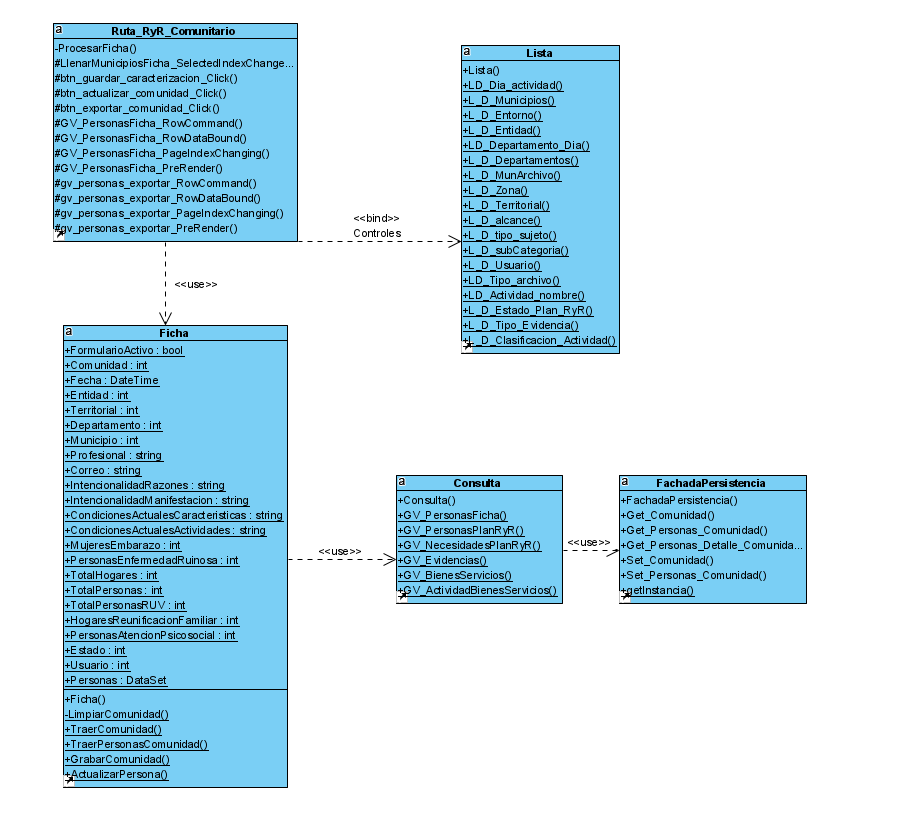 a
Ruta_RyR_Comunitario
-ProcesarFicha()
#LlenarMunicipiosFicha_SelectedIndexChange...
#btn_guardar_caracterizacion_Click()
#btn_actualizar_comunidad_Click()
#btn_exportar_comunidad_Click()
#GV_PersonasFicha_RowCommand()
#GV_PersonasFicha_RowDataBound()
#GV_PersonasFicha_PageIndexChanging()
#GV_PersonasFicha_PreRender()
#gv_personas_exportar_RowCommand()
#gv_personas_exportar_RowDataBound()
#gv_personas_exportar_PageIndexChanging()
#gv_personas_exportar_PreRender()
a
Lista
+Lista()
+LD_Dia_actividad()
+L_D_Municipios()
+L_D_Entorno()
+L_D_Entidad()
+LD_Departamento_Dia()
+L_D_Departamentos()
+L_D_MunArchivo()
+L_D_Zona()
+L_D_Territorial()
+L_D_alcance()
+L_D_tipo_sujeto()
+L_D_subCategoria()
+L_D_Usuario()
+LD_Tipo_archivo()
+LD_Actividad_nombre()
+L_D_Estado_Plan_RyR()
+L_D_Tipo_Evidencia()
+L_D_Clasificacion_Actividad()
<<bind>>
Controles
<<use>>
a
Ficha
+FormularioActivo : bool
+Comunidad : int
+Fecha : DateTime
+Entidad : int
+Territorial : int
+Departamento : int
+Municipio : int
+Profesional : string
+Correo : string
+IntencionalidadRazones : string
+IntencionalidadManifestacion : string
+CondicionesActualesCaracteristicas : string
+CondicionesActualesActividades : string
+MujeresEmbarazo : int
+PersonasEnfermedadRuinosa : int
+TotalHogares : int
+TotalPersonas : int
+TotalPersonasRUV : int
+HogaresReunificacionFamiliar : int
+PersonasAtencionPsicosocial : int
+Estado : int
+Usuario : int
+Personas : DataSet
+Ficha()
-LimpiarComunidad()
+TraerComunidad()
+TraerPersonasComunidad()
+GrabarComunidad()
+ActualizarPersona()
<<use>>
a
Consulta
+Consulta()
+GV_PersonasFicha()
+GV_PersonasPlanRyR()
+GV_NecesidadesPlanRyR()
+GV_Evidencias()
+GV_BienesServicios()
+GV_ActividadBienesServicios()
<<use>>
a
FachadaPersistencia
+FachadaPersistencia()
+Get_Comunidad()
+Get_Personas_Comunidad()
+Get_Personas_Detalle_Comunida...
+Set_Comunidad()
+Set_Personas_Comunidad()
+getInstancia()